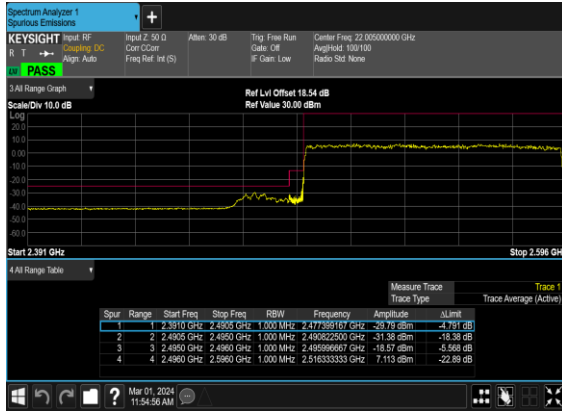 Spectrum Analyzer 1
Spurious Emissions
KEYSIGHT Input: RF Input Z: 50 Ω Atten: 30 dB Trig: Free Run Center Freq: 22.005000000 GHz
R T Coupling: DC Corr CCorr Gate: Off Avg|Hold: 100/100
Align: Auto Freq Ref: Int (S) IF Gain: Low Radio Std: None
PASS
3 All Range Graph
Ref Lvl Offset 18.54 dB
Scale/Div 10.0 dB Ref Value 30.00 dBm
Log
20.0
10.0
0.00
-10.0
-20.0
-30.0
-40.0
-50.0
-60.0
Start 2.391 GHz Stop 2.596 GH
4 All Range Table
Measure Trace Trace 1
Trace Type Trace Average (Active)
Spur Range Start Freq Stop Freq RBW Frequency Amplitude ΔLimit
1 1 2.3910 GHz 2.4905 GHz 1.000 MHz 2.477399167 GHz -29.79 dBm -4.791 dB
2 2 2.4905 GHz 2.4950 GHz 1.000 MHz 2.490822500 GHz -31.38 dBm -18.38 dB
3 3 2.4950 GHz 2.4960 GHz 1.000 MHz 2.495996667 GHz -18.57 dBm -5.568 dB
4 4 2.4960 GHz 2.5960 GHz 1.000 MHz 2.516333333 GHz 7.113 dBm -22.89 dB
Mar 01, 2024
11:54:56 AM